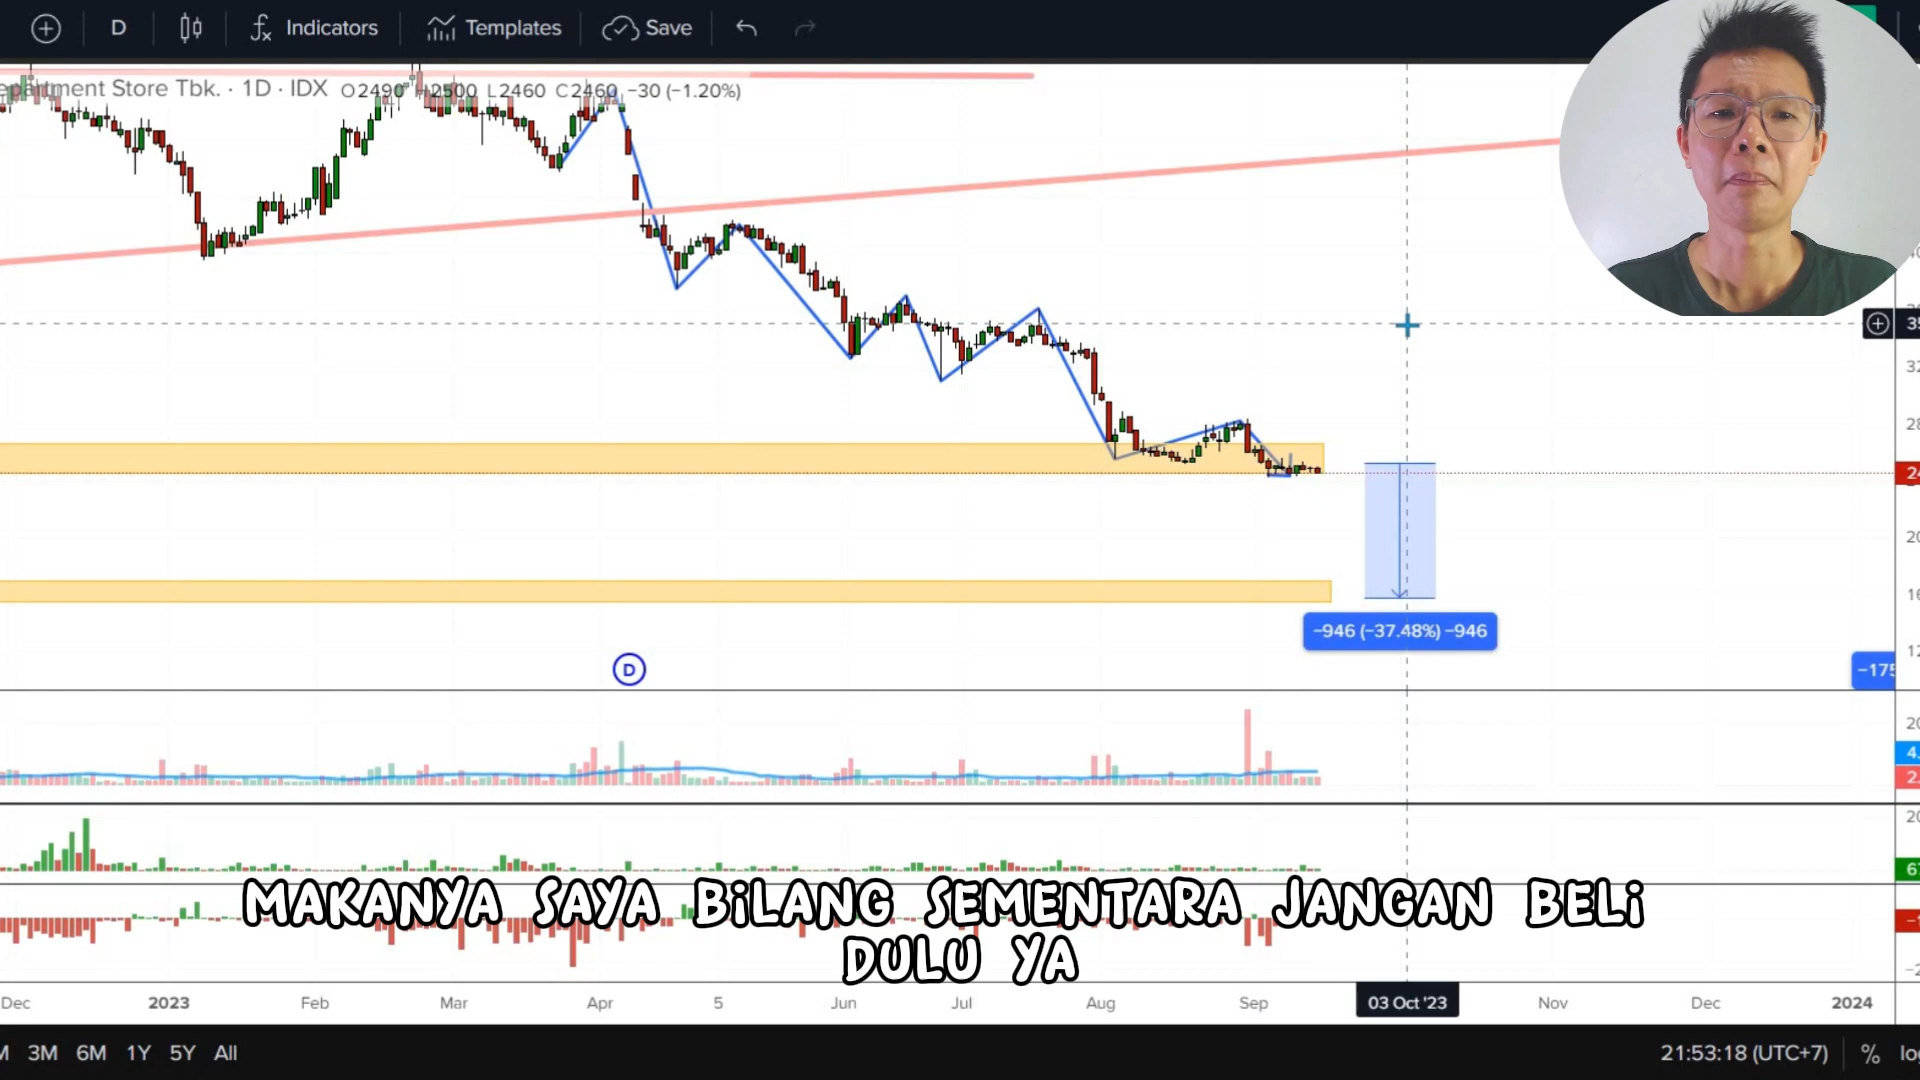 D
Indicators
Templates
Save
epartment Store Tbk. · 1D · IDX O2490 H2500 L2460 C2460 −30 (−1.20%)
−946 (−37.48%) −946
D
MAKANYA SAYA BILANG SEMENTARA JANGAN BELI
DULU YA
Dec 2023 Feb Mar Apr 5 Jun Jul Aug Sep 03 Oct '23 Nov Dec 2024
3M 6M 1Y 5Y All
21:53:18 (UTC+7) %